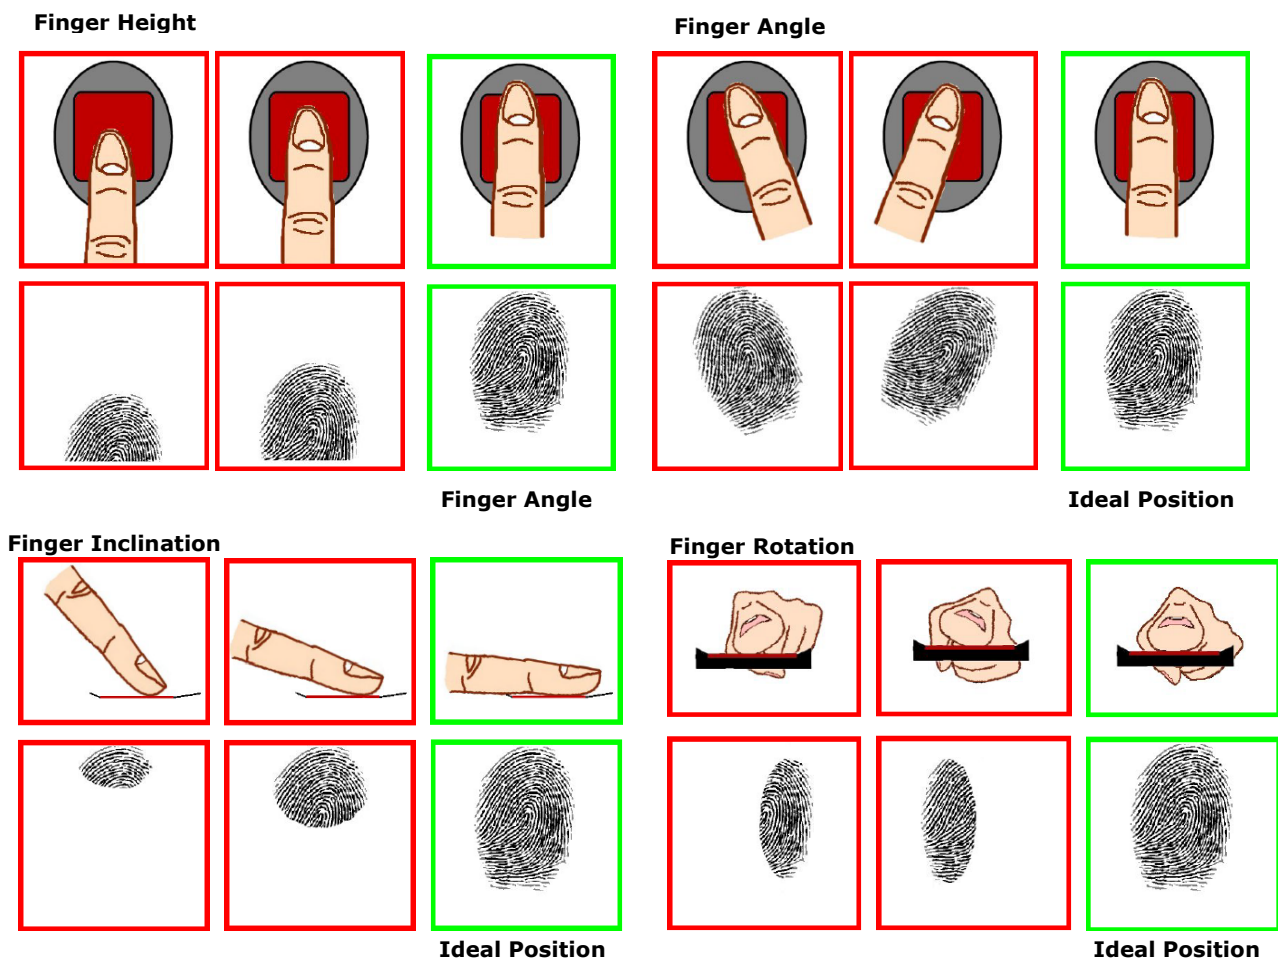 Finger Height
Finger Angle
Finger Angle
Ideal Position
Finger Inclination
Finger Rotation
Ideal Position
Ideal Position